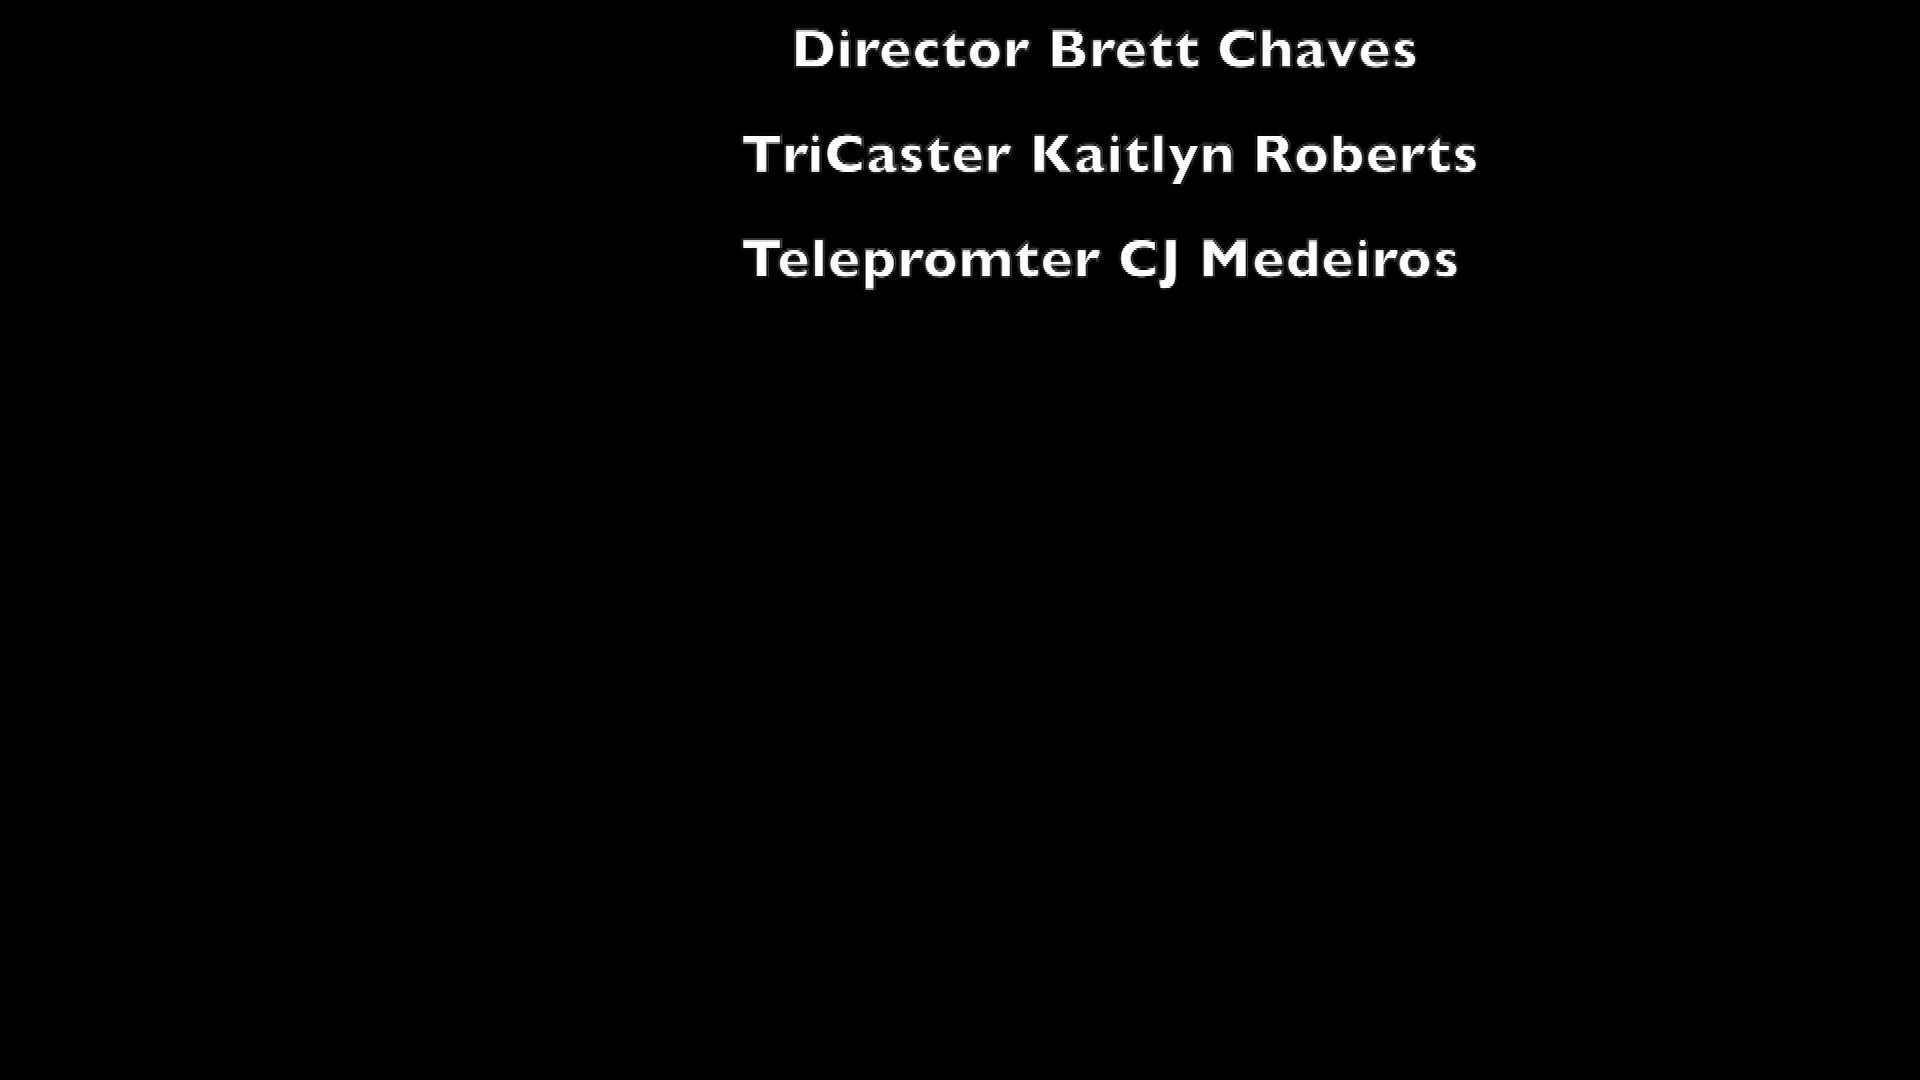 Director Brett Chaves
TriCaster Kaitlyn Roberts
Telepromter CJ Medeiros